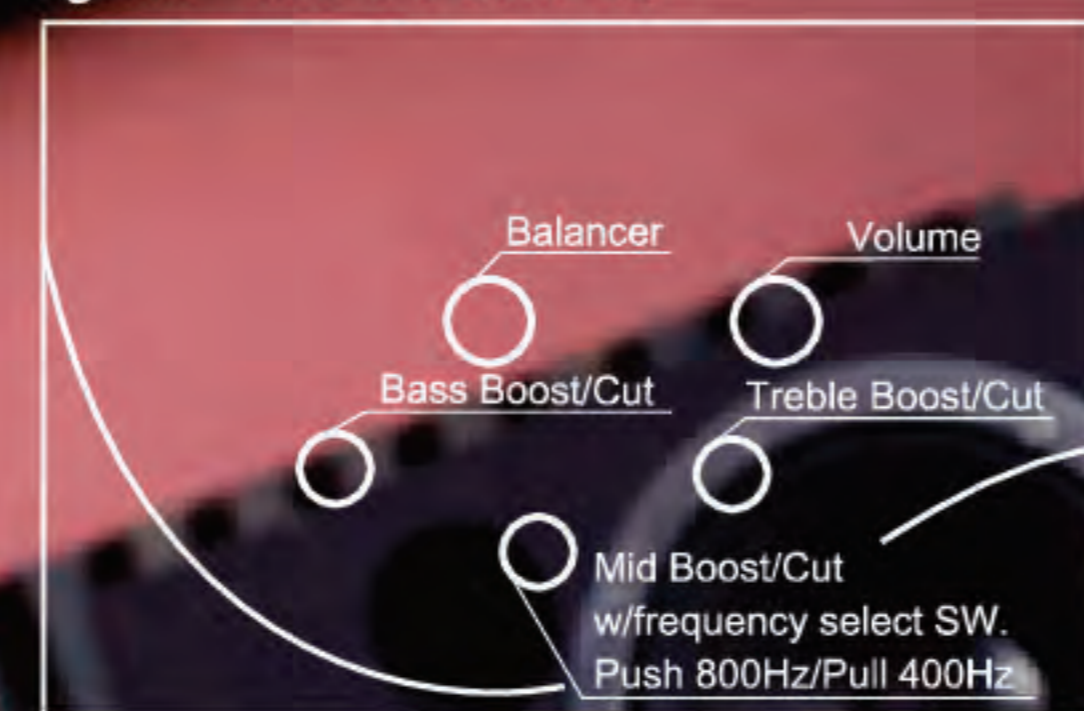 Balancer
Volume
Bass Boost/Cut
Treble Boost/Cut
Mid Boost/Cut
w/frequency select SW.
Push 800Hz/Pull 400Hz